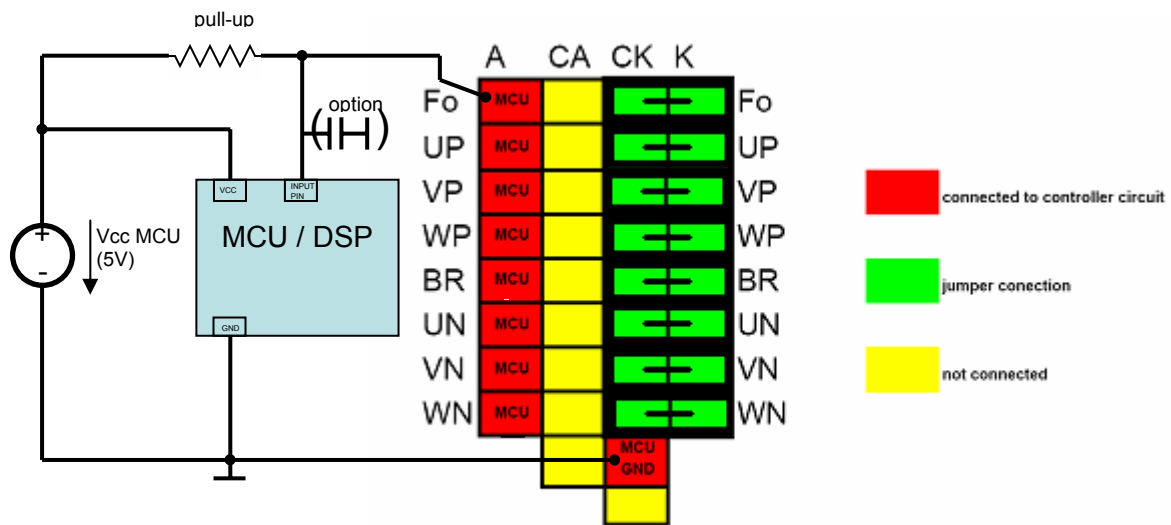 pull-up
A CA CK K
Fo MCU Fo
(option)
UP MCU UP
VCC
INPUT
PIN
VP MCU VP
connected to controller circuit
+
-
Vcc MCU
(5V)
MCU / DSP
WP MCU WP
BR MCU BR
jumper conection
GND
UN MCU UN
VN MCU VN
not connected
WN MCU WN
MCU
GND